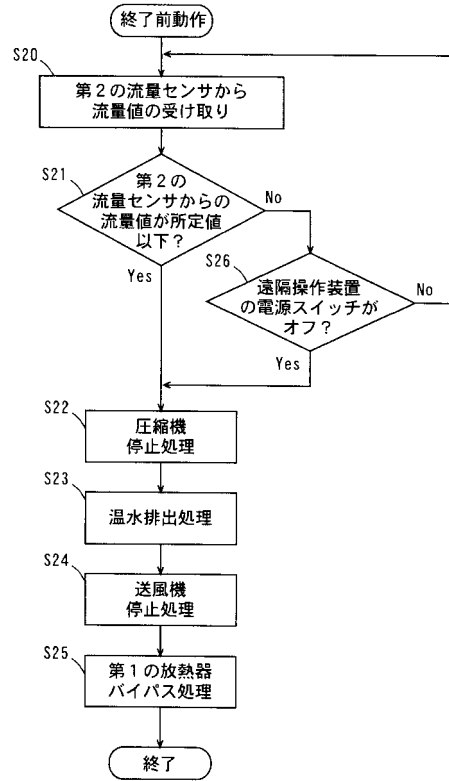 終了前動作
S20
第2の流量センサから
流量値の受け取り
S21
第2の
流量センサからの
流量値が所定値
以下？
No
Yes
S26
遠隔操作装置
の電源スイッチが
オフ？
No
Yes
S22
圧縮機
停止処理
S23
温水排出処理
S24
送風機
停止処理
S25
第1の放熱器
バイパス処理
終了